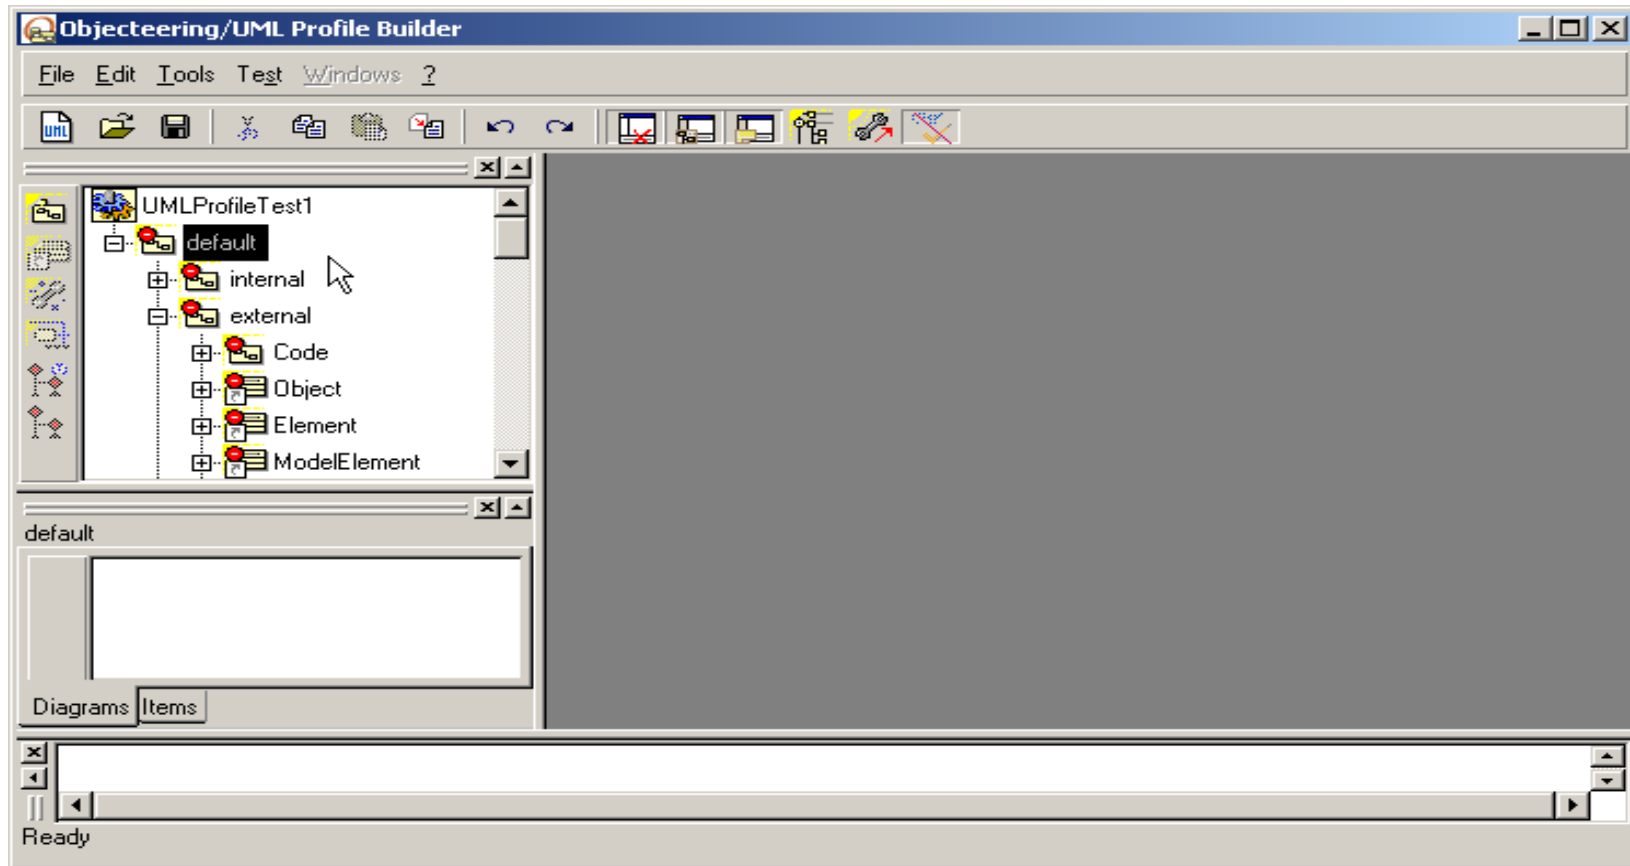 Objecteering/UML Profile Builder
File Edit Tools Test Windows ?
UML
UMLProfileTest1
default
internal
external
Code
Object
Element
ModelElement
default
Diagrams Items
Ready